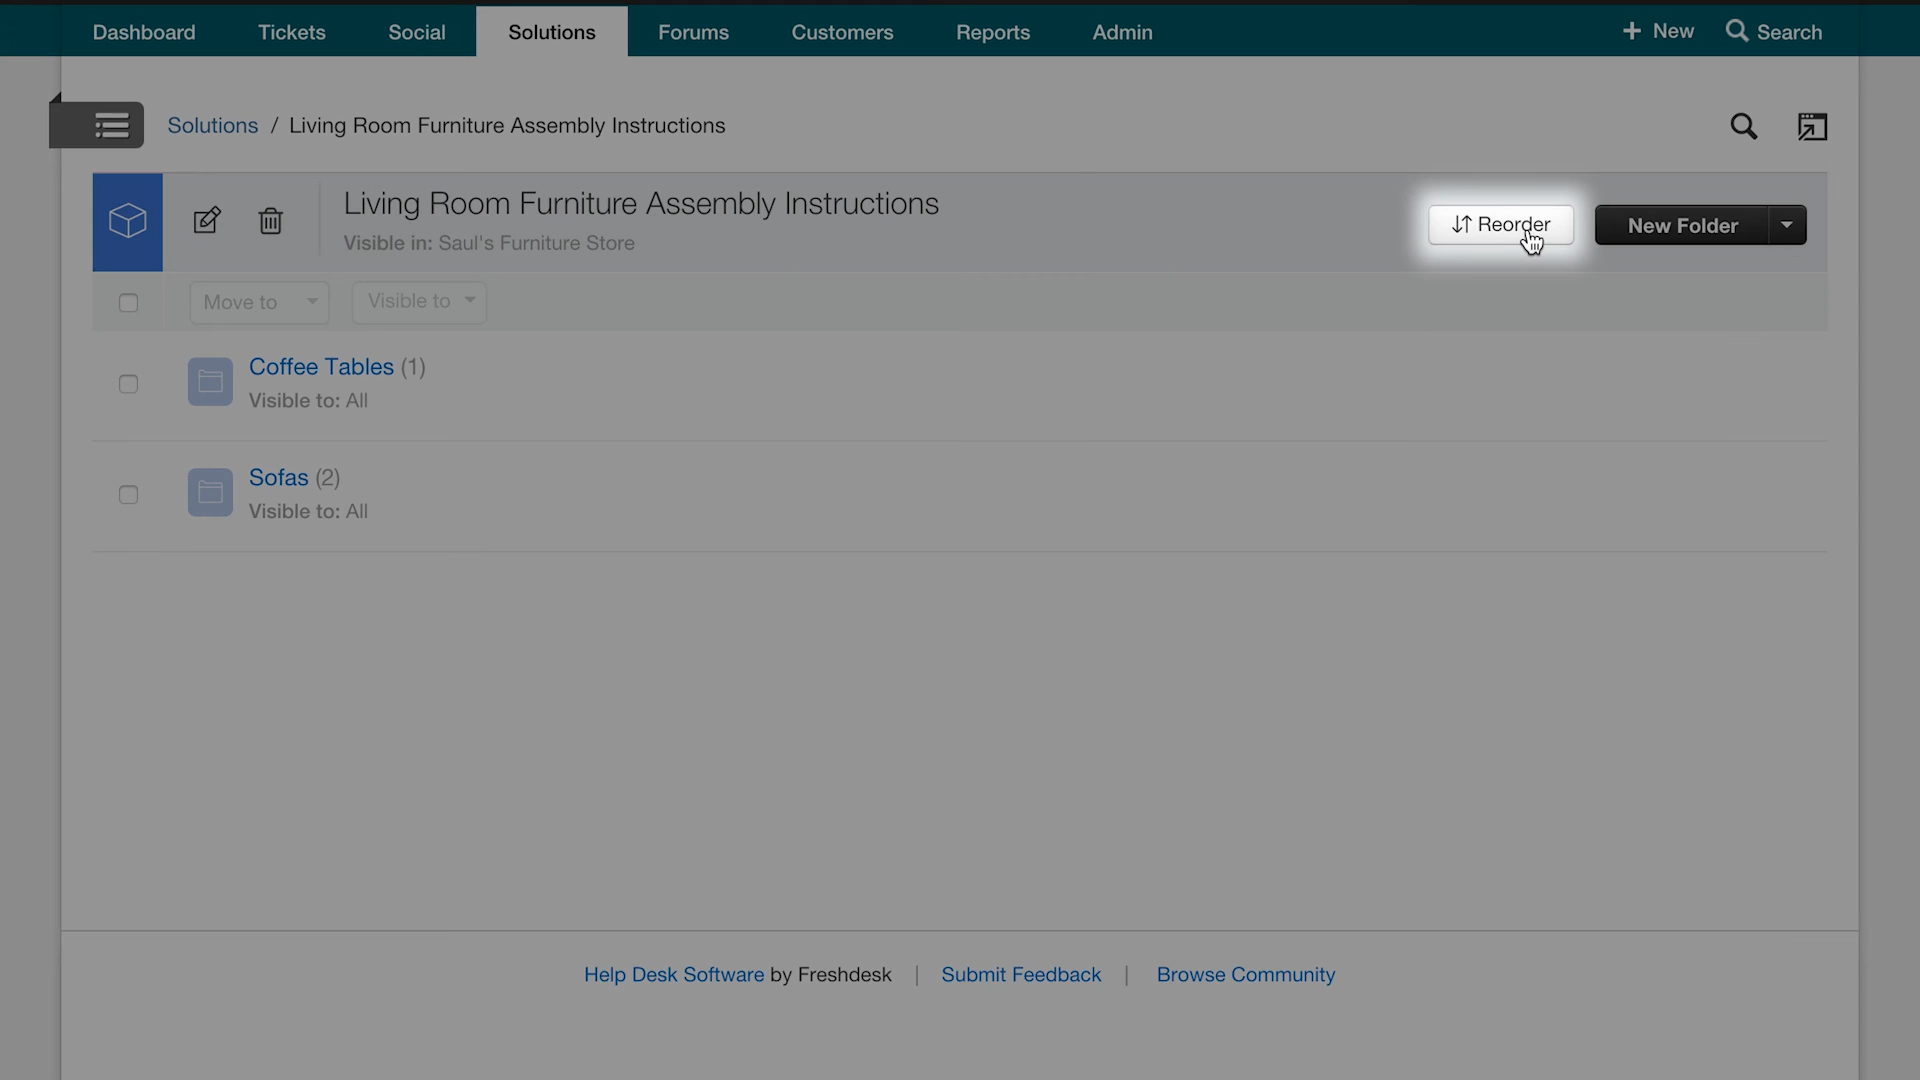 Dashboard Tickets Social Solutions Forums Customers Reports Admin + New Search
Solutions / Living Room Furniture Assembly Instructions
Living Room Furniture Assembly Instructions
Visible in: Saul's Furniture Store
Reorder
New Folder
Move to
Visible to
Coffee Tables (1)
Visible to: All
Sofas (2)
Visible to: All
Help Desk Software by Freshdesk | Submit Feedback | Browse Community